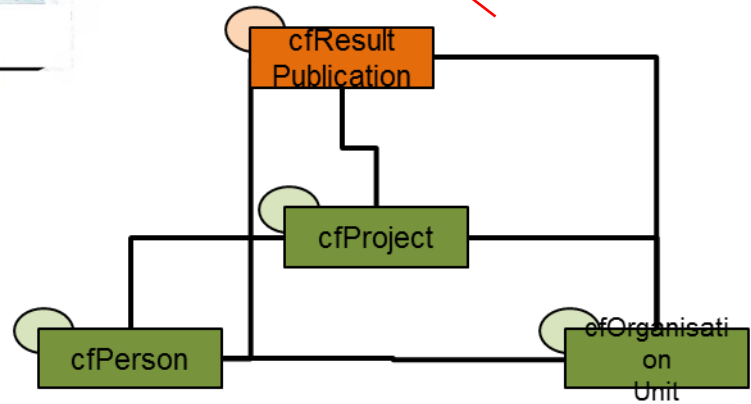 cfResult
Publication
cfProject
cfPerson
cfOrganisati
on
Unit